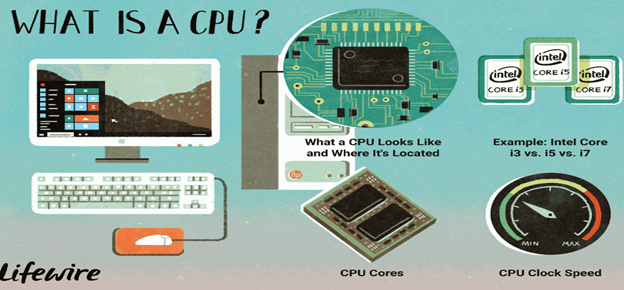 WHAT IS A CPU?
intel
CORE i3
intel
CORE i5
intel
CORE i7
hp
What a CPU Looks Like
and Where It's Located
Example: Intel Core
i3 vs. i5 vs. i7
MIN
MAX
CPU Cores
CPU Clock Speed
Lifewire